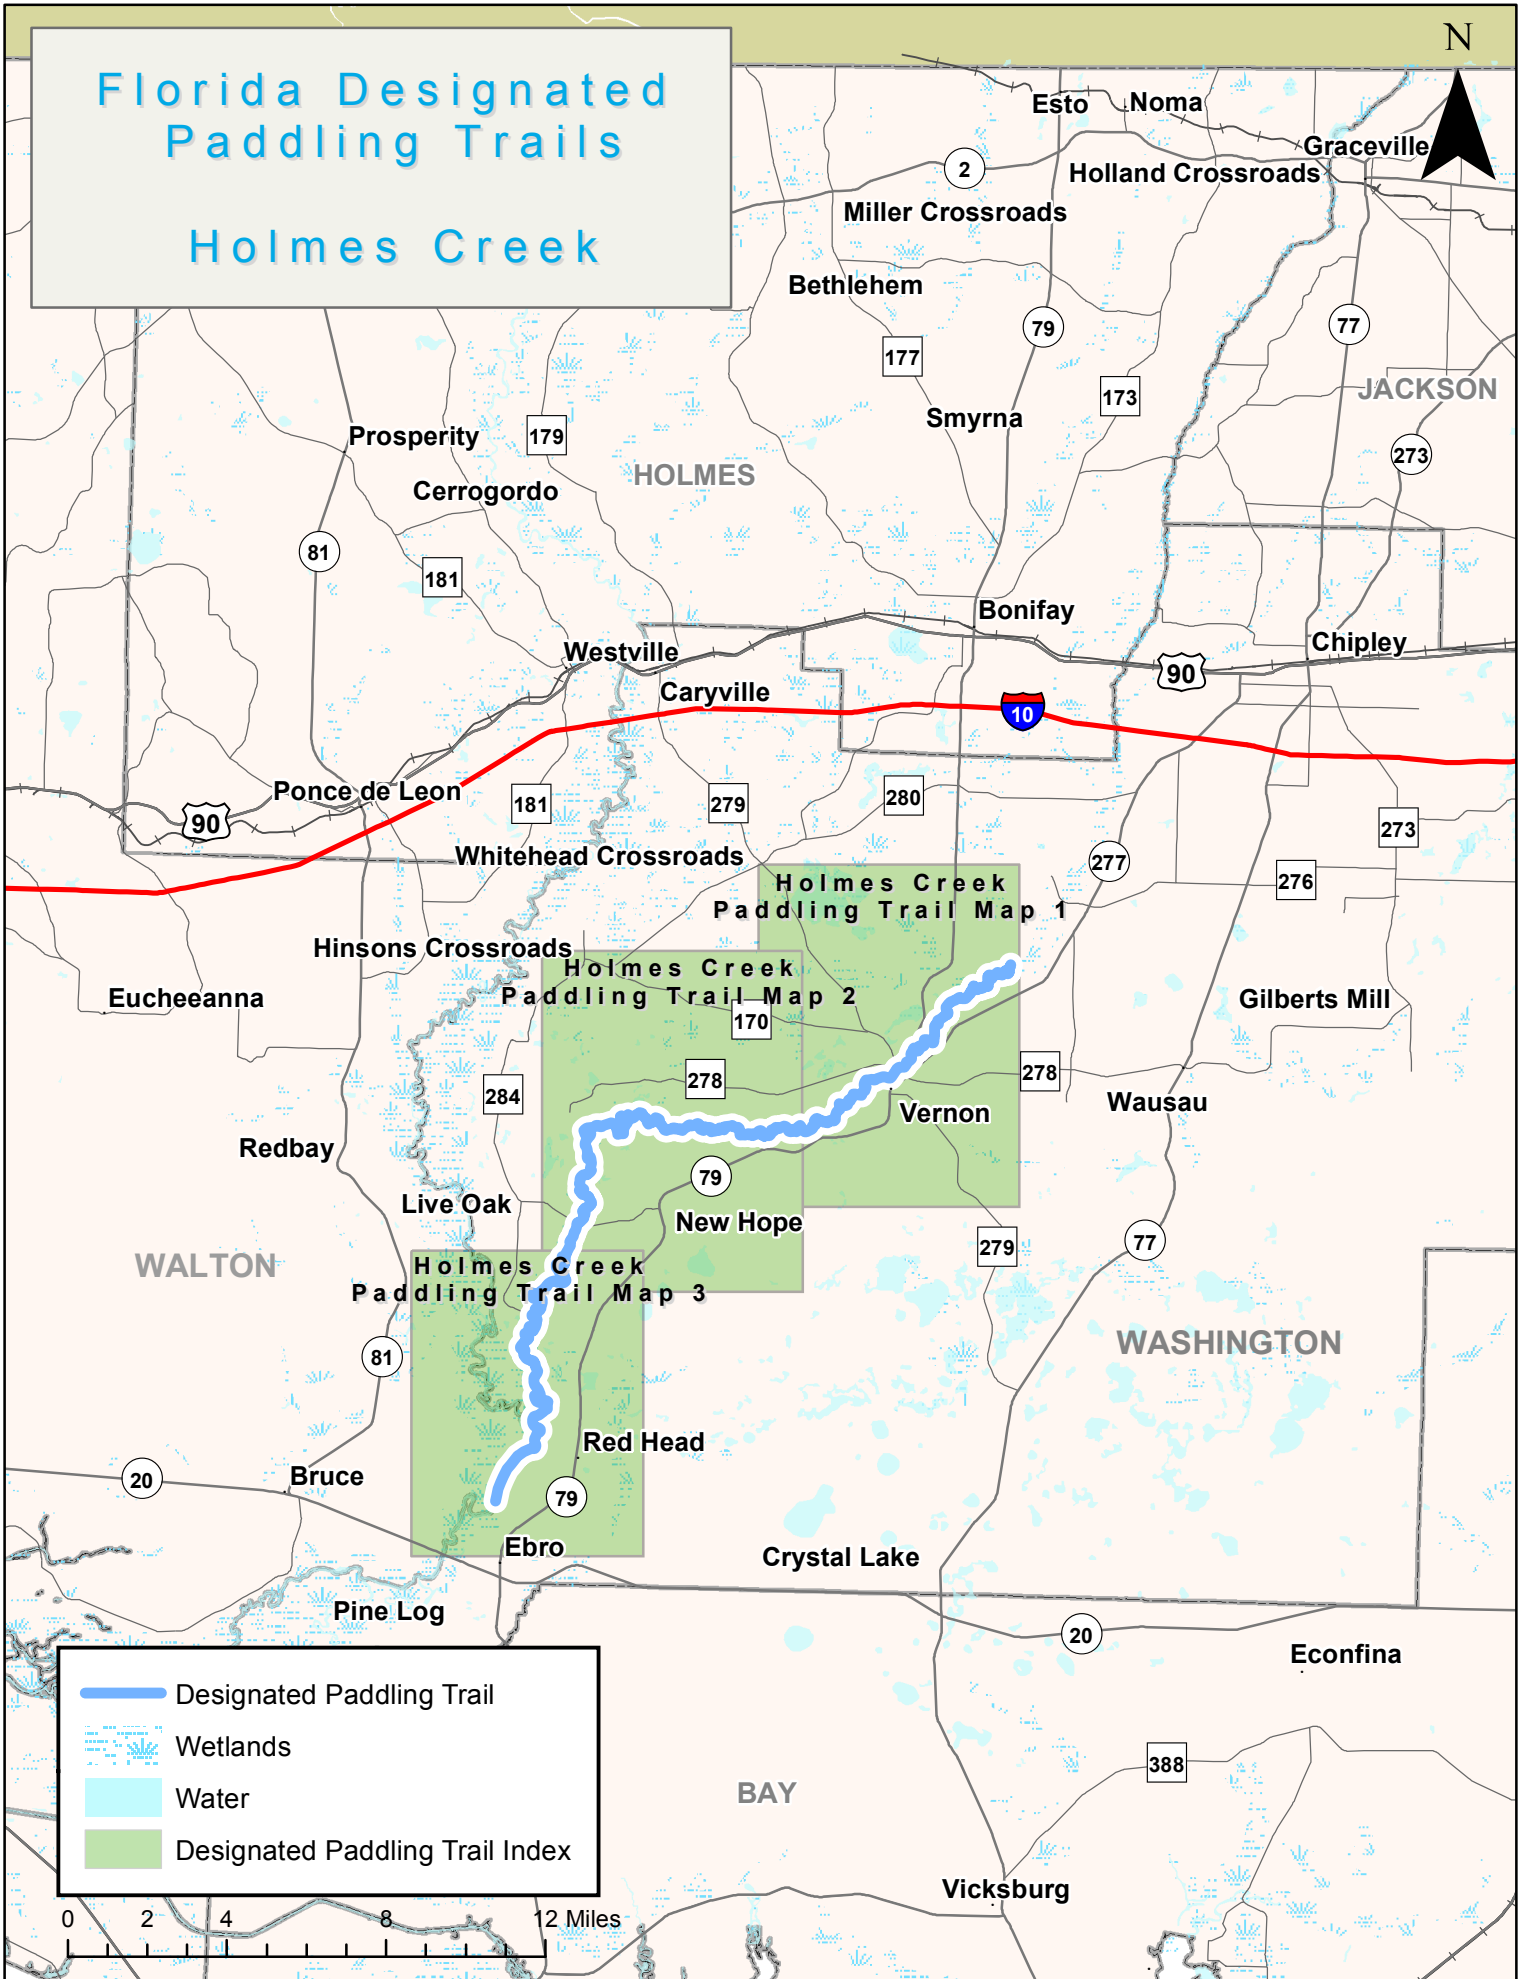 Florida Designated
Paddling Trails
Holmes Creek
N
Esto
Noma
Graceville
2
Holland Crossroads
Miller Crossroads
Bethlehem
79
77
177
173
JACKSON
Smyrna
Prosperity
179
273
HOLMES
Cerrogordo
81
181
Bonifay
Chipley
Westville
90
Caryville
10
Ponce de Leon
181
279
280
90
273
Whitehead Crossroads
277
276
Holmes Creek
Paddling Trail Map 1
Hinsons Crossroads
Holmes Creek
Paddling Trail Map 2
Eucheeanna
Gilberts Mill
170
278
278
284
Wausau
Vernon
Redbay
79
Live Oak
New Hope
279
77
WALTON
Holmes Creek
Paddling Trail Map 3
WASHINGTON
81
Red Head
20
Bruce
79
Ebro
Crystal Lake
Pine Log
20
Econfina
Designated Paddling Trail
Wetlands
Water
Designated Paddling Trail Index
388
BAY
Vicksburg
0 2 4 8 12 Miles